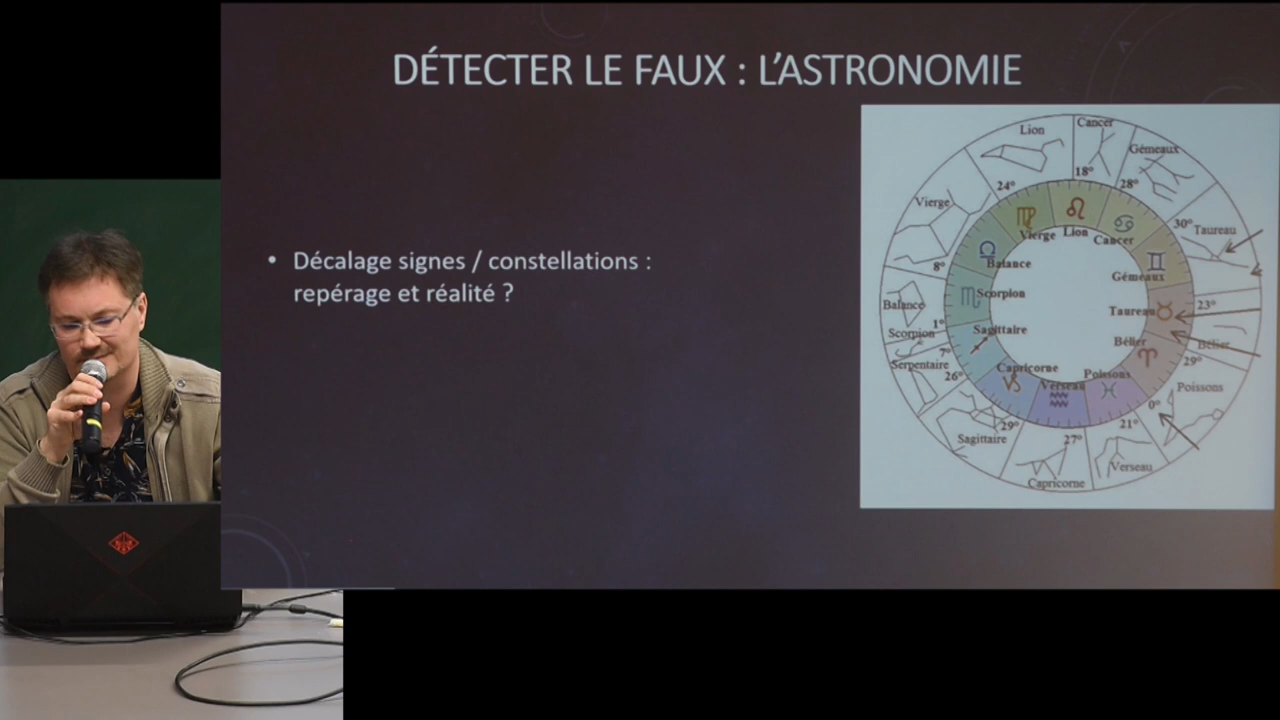 DÉTECTER LE FAUX : L'ASTRONOMIE
• Décalage signes / constellations :
repérage et réalité ?
Cancer
Lion
Gémeaux
18°
28°
24°
Vierge
30°
Taureau
Vierge
Lion
Cancer
Balance
8°
Gémeaux
Scorpion
Balance
Taureau
23°
1°
Sagittaire
Scorpion
Bélier
Bélier
7°
29°
Serpentaire
26°
Capricorne
Poissons
Verseau
Poissons
0°
29°
21°
Sagittaire
27°
Verseau
Capricorne